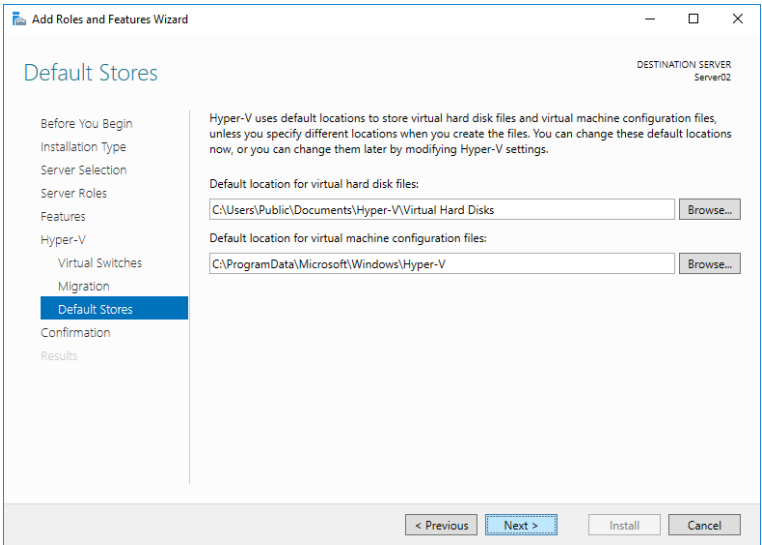 Add Roles and Features Wizard
Default Stores
DESTINATION SERVER
Server02
Before You Begin
Installation Type
Server Selection
Server Roles
Features
Hyper-V
Virtual Switches
Migration
Default Stores
Confirmation
Results
Hyper-V uses default locations to store virtual hard disk files and virtual machine configuration files,
unless you specify different locations when you create the files. You can change these default locations
now, or you can change them later by modifying Hyper-V settings.
Default location for virtual hard disk files:
C:\Users\Public\Documents\Hyper-V\Virtual Hard Disks
Browse...
Default location for virtual machine configuration files:
C:\ProgramData\Microsoft\Windows\Hyper-V
Browse...
< Previous
Next >
Install
Cancel